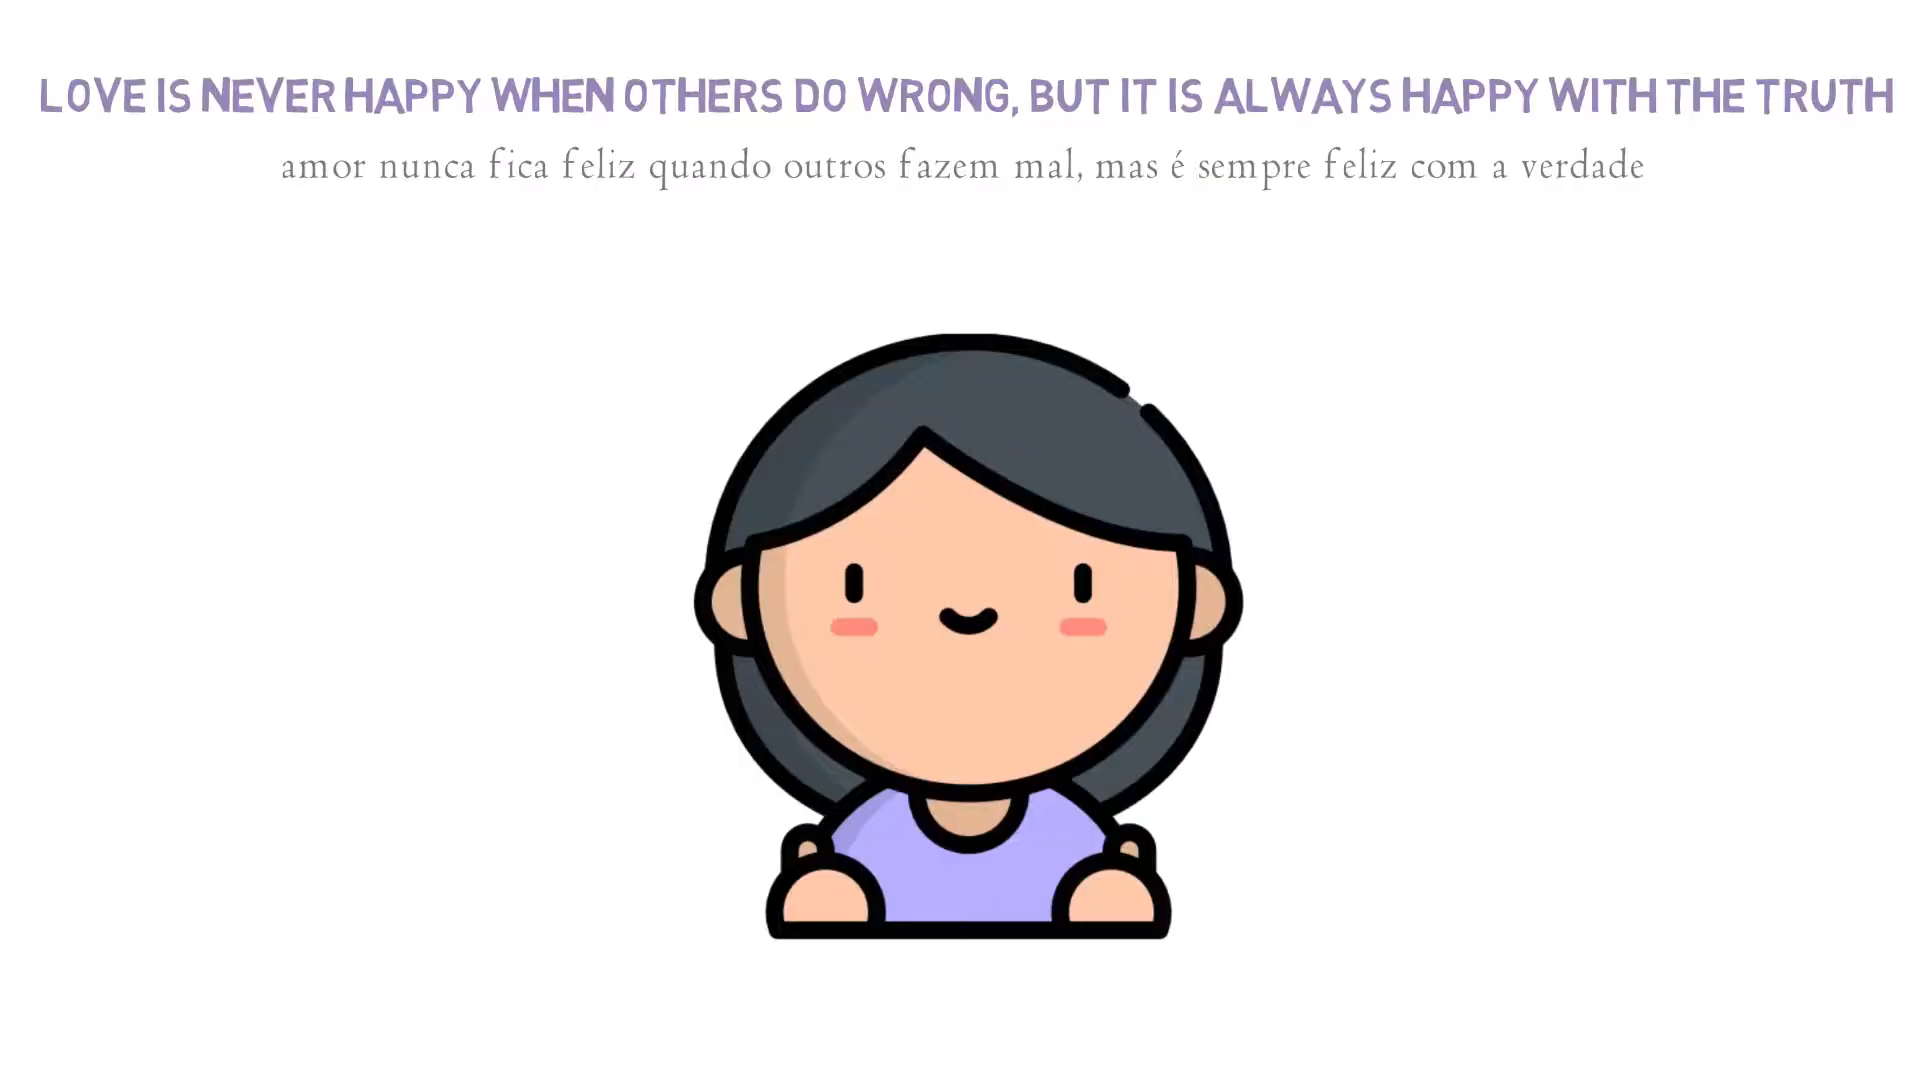 LOVE IS NEVER HAPPY WHEN OTHERS DO WRONG, BUT IT IS ALWAYS HAPPY WITH THE TRUTH
amor nunca fica feliz quando outros fazem mal, mas é sempre feliz com a verdade